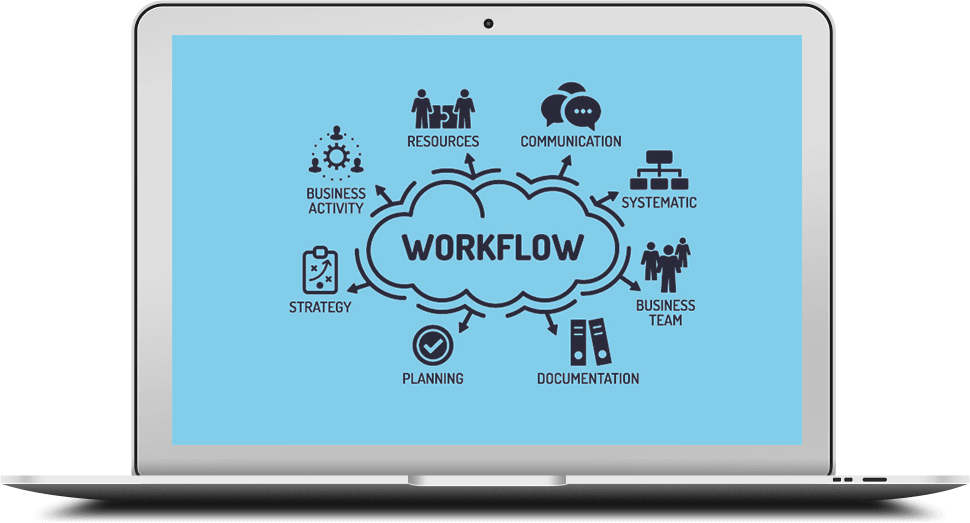 RESOURCES
COMMUNICATION
BUSINESS
ACTIVITY
SYSTEMATIC
WORKFLOW
STRATEGY
BUSINESS
TEAM
PLANNING
DOCUMENTATION